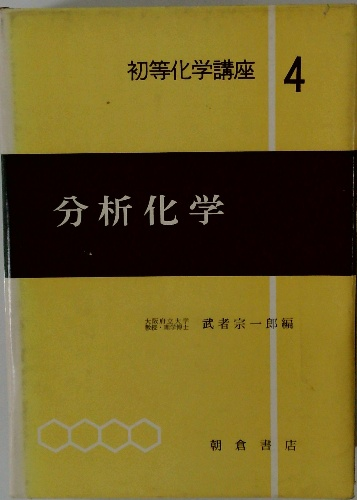 初等化学講座 4
分析化学
大阪府立大学
教授・理学博士 武者宗一郎編
朝倉書店